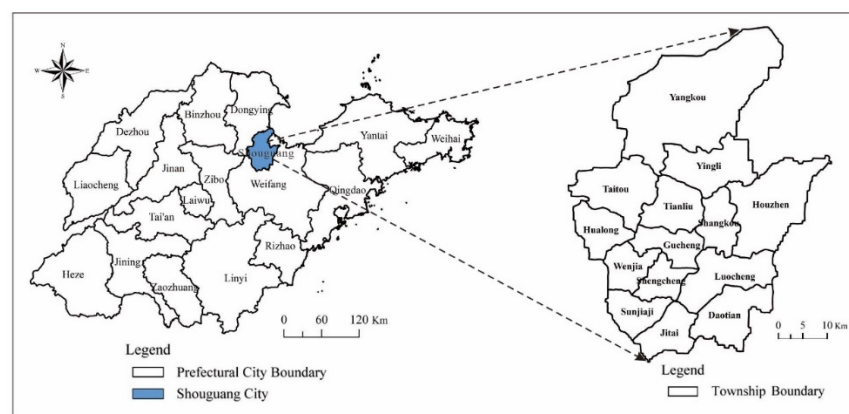 N
W E
S
Dongying
Binzhou
Dezhou
Yantai
Weihai
Shouguang
Jinan
Zibo
Liaocheng
Weifang
Qingdao
Laiwu
Tai'an
Rizhao
Heze
Jining
Linyi
Zaozhuang
0 60 120 Km
Legend
Prefectural City Boundary
Shouguang City
Yangkou
Yingli
Taitou
Houzhen
Tianliu
Shangkou
Hualong
Gucheng
Wenjia
Luocheng
Shengcheng
Sunjiaji
Daotian
Jitai
0 5 10 Km
Legend
Township Boundary